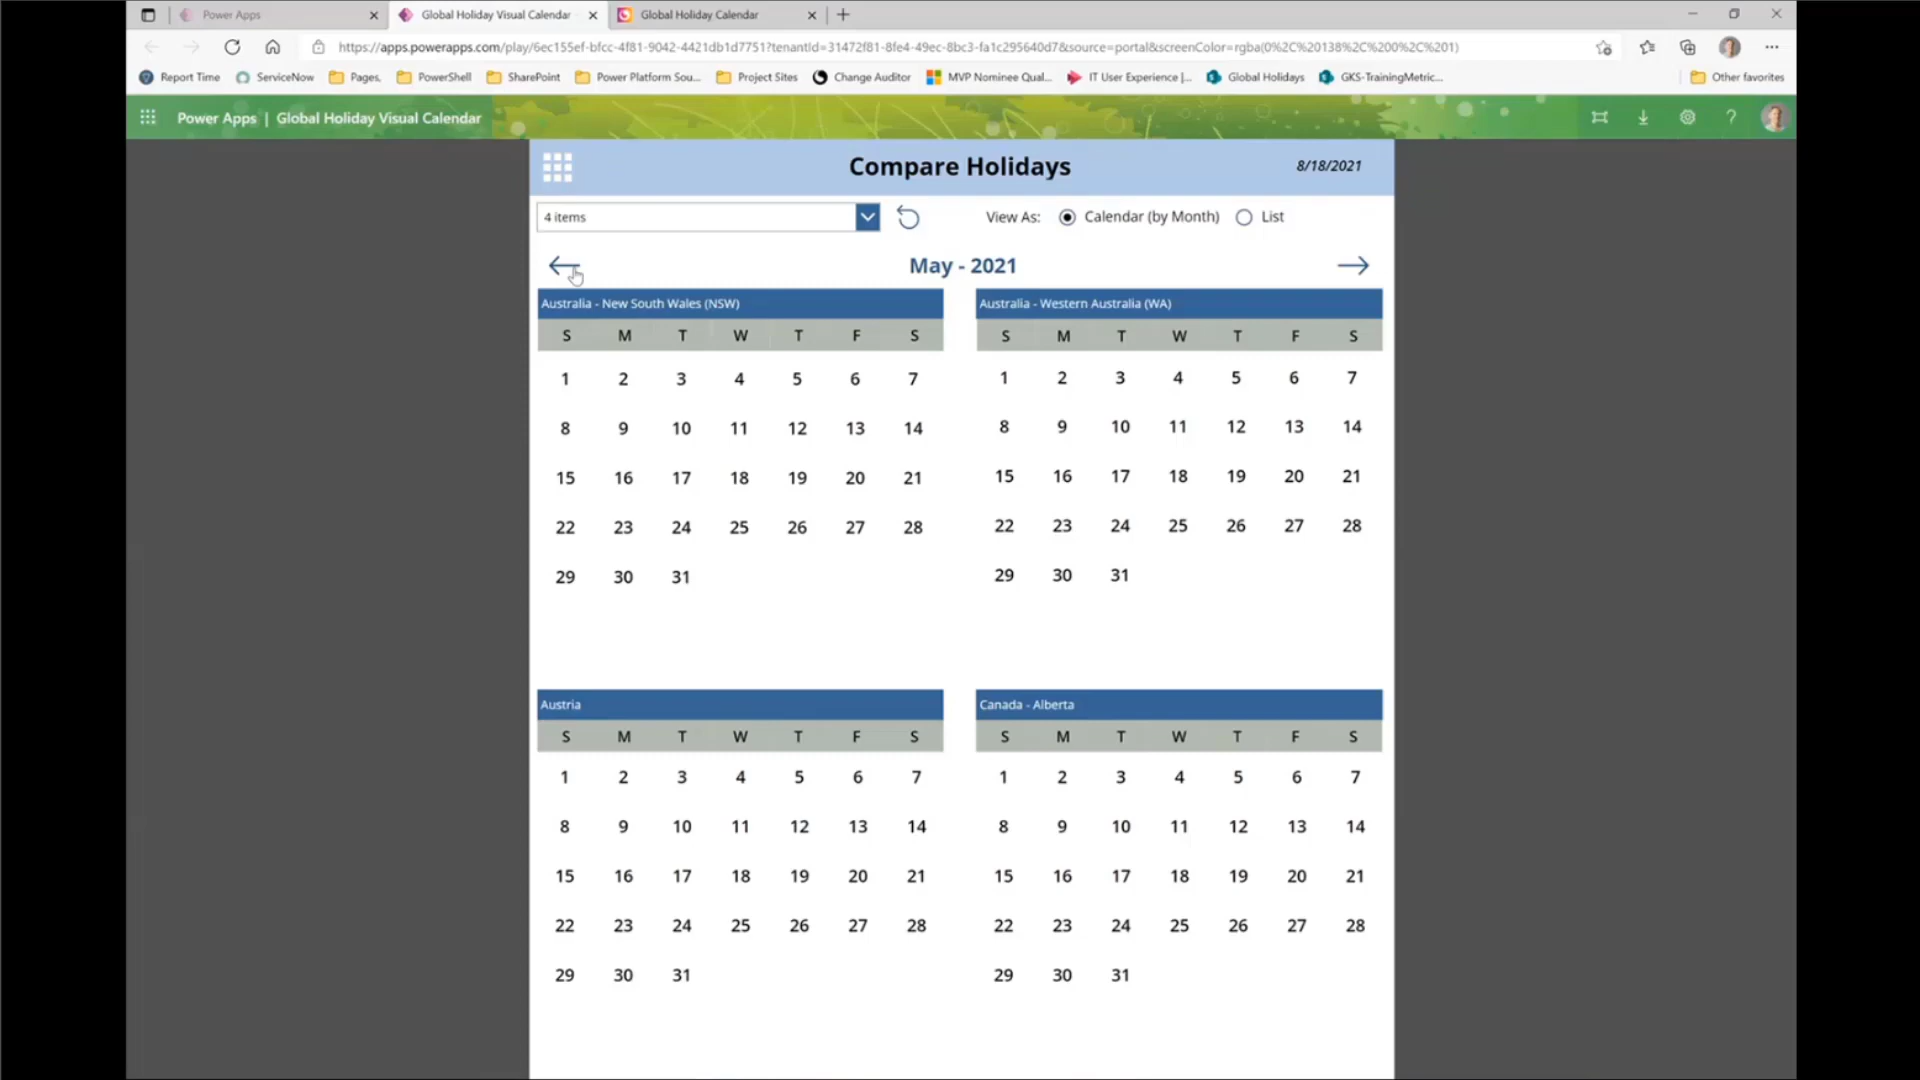 Power Apps
Global Holiday Visual Calendar
Global Holiday Calendar
https://apps.powerapps.com/play/6ec155ef-bfcc-4f81-9042-4421db1d7751?tenantId=31472f81-8fe4-49ec-8bc3-fa1c295640d7&source=portal&screenColor=rgba(0%2C%20138%2C%200%2C%201)
Report Time ServiceNow Pages. PowerShell SharePoint Power Platform Sou... Project Sites Change Auditor MVP Nominee Qual... IT User Experience |... Global Holidays GKS-TrainingMetric... Other favorites
Power Apps | Global Holiday Visual Calendar ?
Compare Holidays 8/18/2021
4 items View As: Calendar (by Month) List
May - 2021
Australia - New South Wales (NSW)
S M T W T F S
1 2 3 4 5 6 7
8 9 10 11 12 13 14
15 16 17 18 19 20 21
22 23 24 25 26 27 28
29 30 31
Australia - Western Australia (WA)
S M T W T F S
1 2 3 4 5 6 7
8 9 10 11 12 13 14
15 16 17 18 19 20 21
22 23 24 25 26 27 28
29 30 31
Austria
S M T W T F S
1 2 3 4 5 6 7
8 9 10 11 12 13 14
15 16 17 18 19 20 21
22 23 24 25 26 27 28
29 30 31
Canada - Alberta
S M T W T F S
1 2 3 4 5 6 7
8 9 10 11 12 13 14
15 16 17 18 19 20 21
22 23 24 25 26 27 28
29 30 31